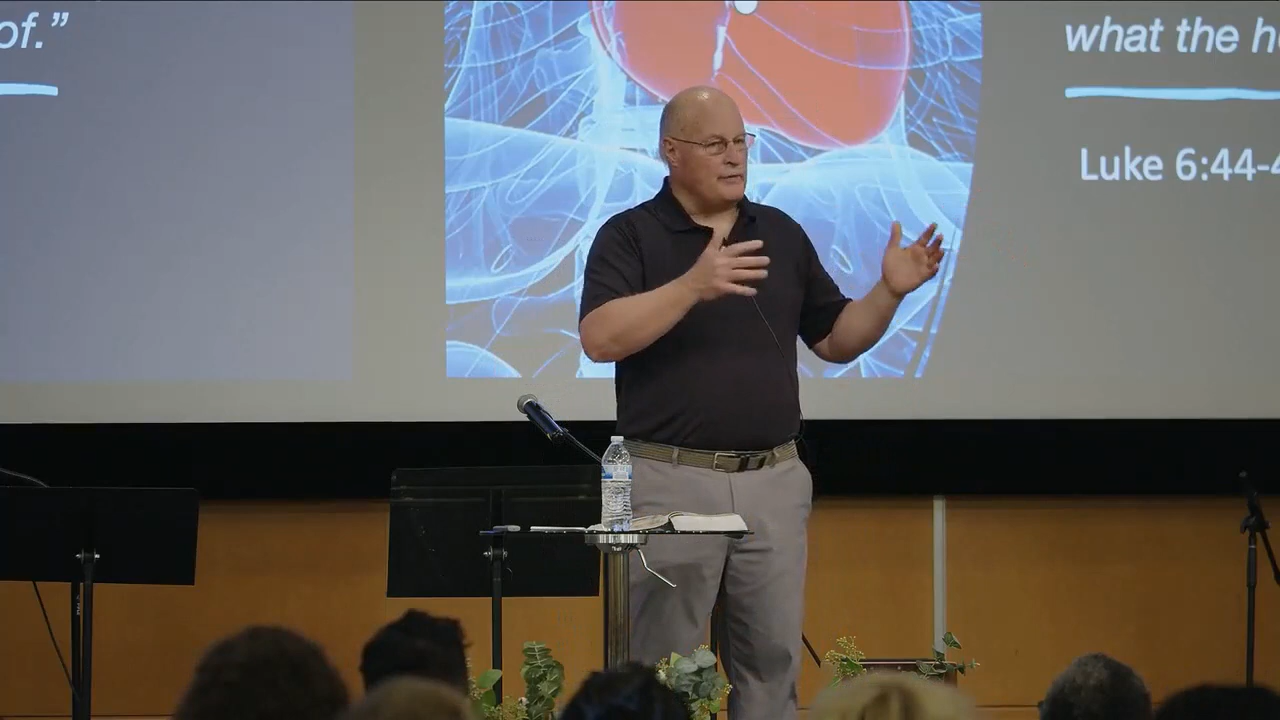 of.”
what the
Luke 6:44-